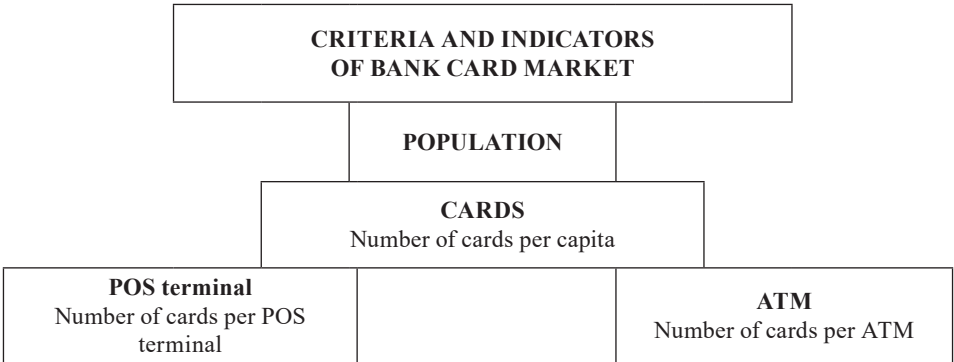 CRITERIA AND INDICATORS
OF BANK CARD MARKET
POPULATION
CARDS
Number of cards per capita
POS terminal
Number of cards per POS
terminal
ATM
Number of cards per ATM